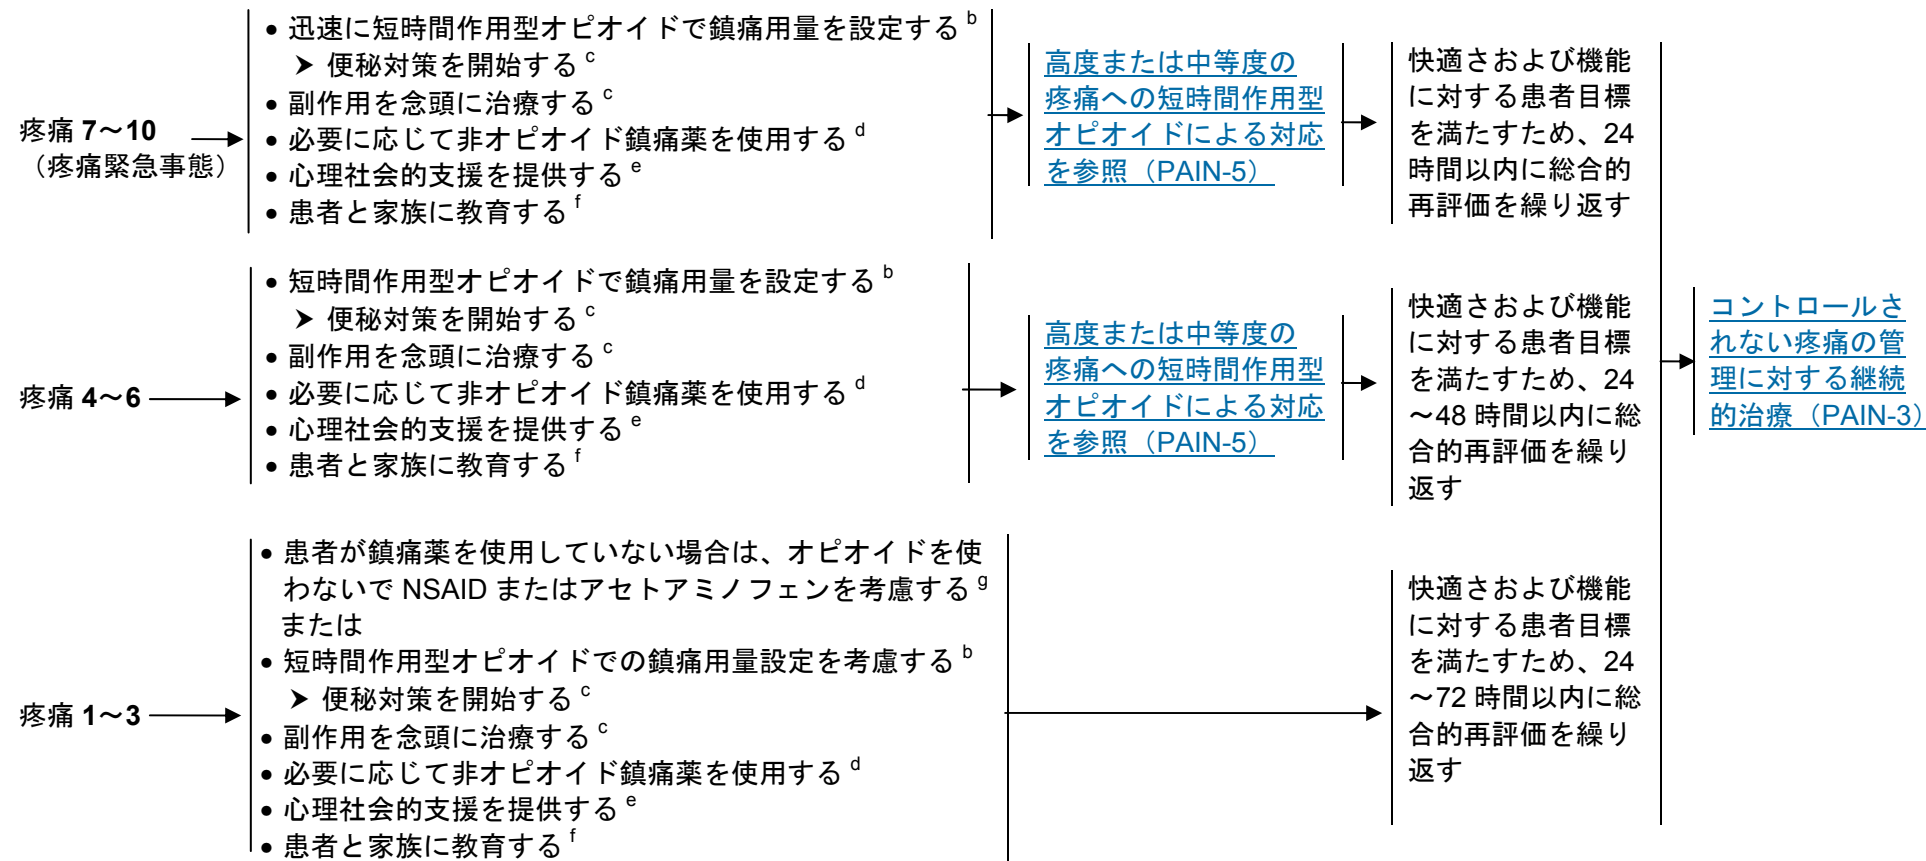 疼痛 7～10
（疼痛緊急事態）
• 迅速に短時間作用型オピオイドで鎮痛用量を設定する b
➤ 便秘対策を開始する c
• 副作用を念頭に治療する c
• 必要に応じて非オピオイド鎮痛薬を使用する d
• 心理社会的支援を提供する e
• 患者と家族に教育する f
高度または中等度の
疼痛への短時間作用型
オピオイドによる対応
を参照（PAIN-5）
快適さおよび機能
に対する患者目標
を満たすため、24
時間以内に総合的
再評価を繰り返す
疼痛 4～6
• 短時間作用型オピオイドで鎮痛用量を設定する b
➤ 便秘対策を開始する c
• 副作用を念頭に治療する c
• 必要に応じて非オピオイド鎮痛薬を使用する d
• 心理社会的支援を提供する e
• 患者と家族に教育する f
高度または中等度の
疼痛への短時間作用型
オピオイドによる対応
を参照（PAIN-5）
快適さおよび機能
に対する患者目標
を満たすため、24
～48 時間以内に総
合的再評価を繰り
返す
疼痛 1～3
• 患者が鎮痛薬を使用していない場合は、オピオイドを使
わないで NSAID またはアセトアミノフェンを考慮する g
または
• 短時間作用型オピオイドでの鎮痛用量設定を考慮する b
➤ 便秘対策を開始する c
• 副作用を念頭に治療する c
• 必要に応じて非オピオイド鎮痛薬を使用する d
• 心理社会的支援を提供する e
• 患者と家族に教育する f
快適さおよび機能
に対する患者目標
を満たすため、24
～72 時間以内に総
合的再評価を繰り
返す
コントロールさ
れない疼痛の管
理に対する継続
的治療（PAIN-3）